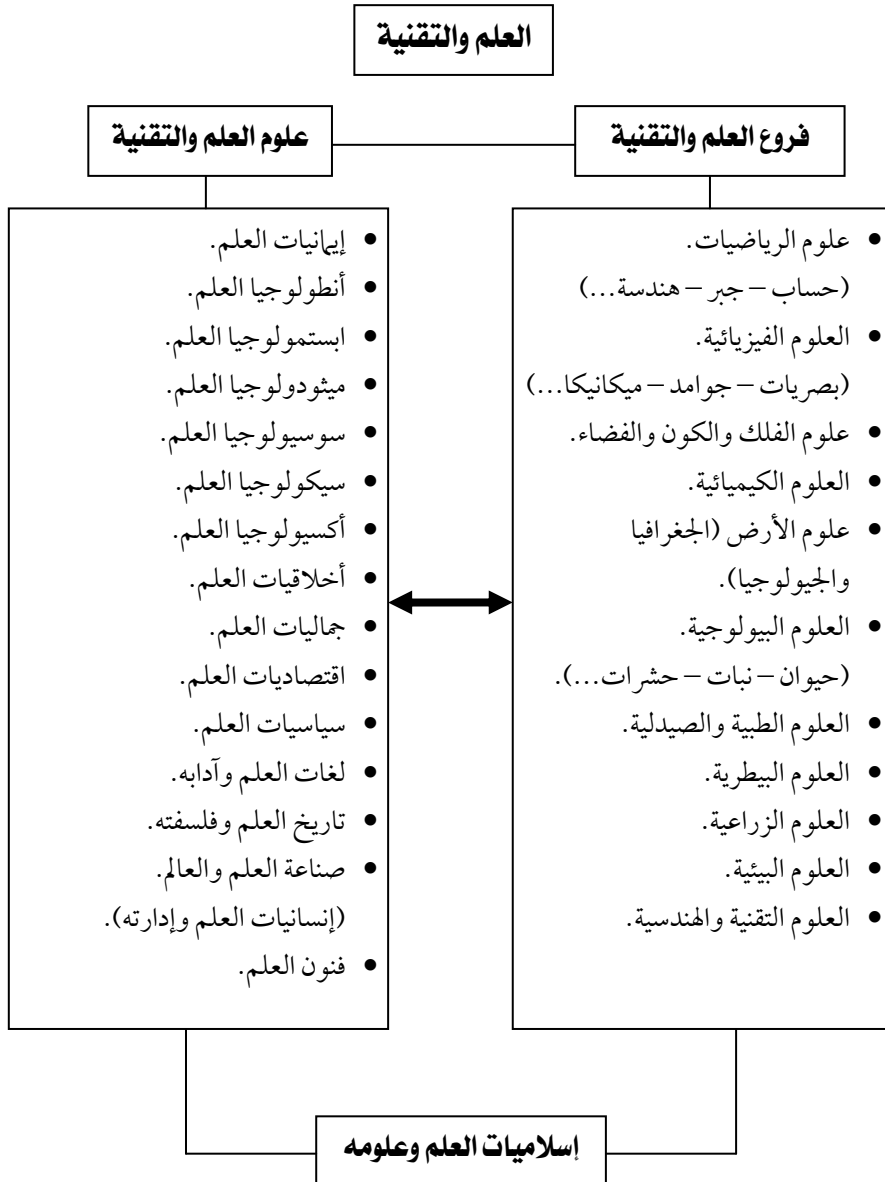 العلم والتقنية
فروع العلم والتقنية
علوم العلم والتقنية
• علوم الرياضيات.
(حساب – جبر – هندسة...)
• العلوم الفيزيائية.
(بصريات – جوامد – ميكانيكا...)
• علوم الفلك والكون والفضاء.
• العلوم الكيميائية.
• علوم الأرض (الجغرافيا
والجيولوجيا).
• العلوم البيولوجية.
(حيوان – نبات – حشرات...).
• العلوم الطبية والصيدلية.
• العلوم البيطرية.
• العلوم الزراعية.
• العلوم البيئية.
• العلوم التقنية والهندسية.
• إيمانيات العلم.
• أنطولوجيا العلم.
• ابستمولوجيا العلم.
• ميثودولوجيا العلم.
• سوسيولوجيا العلم.
• سيكولوجيا العلم.
• أكسيولوجيا العلم.
• أخلاقيات العلم.
• جماليات العلم.
• اقتصاديات العلم.
• سياسيات العلم.
• لغات العلم وآدابه.
• تاريخ العلم وفلسفته.
• صناعة العلم والعالم.
(إنسانيات العلم وإدارته).
• فنون العلم.
إسلاميات العلم وعلومه